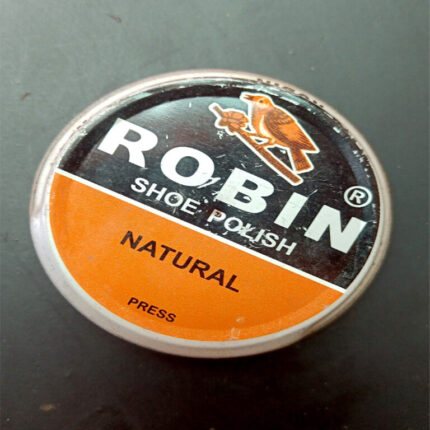 ROBIN®
SHOE POLISH
NATURAL
PRESS